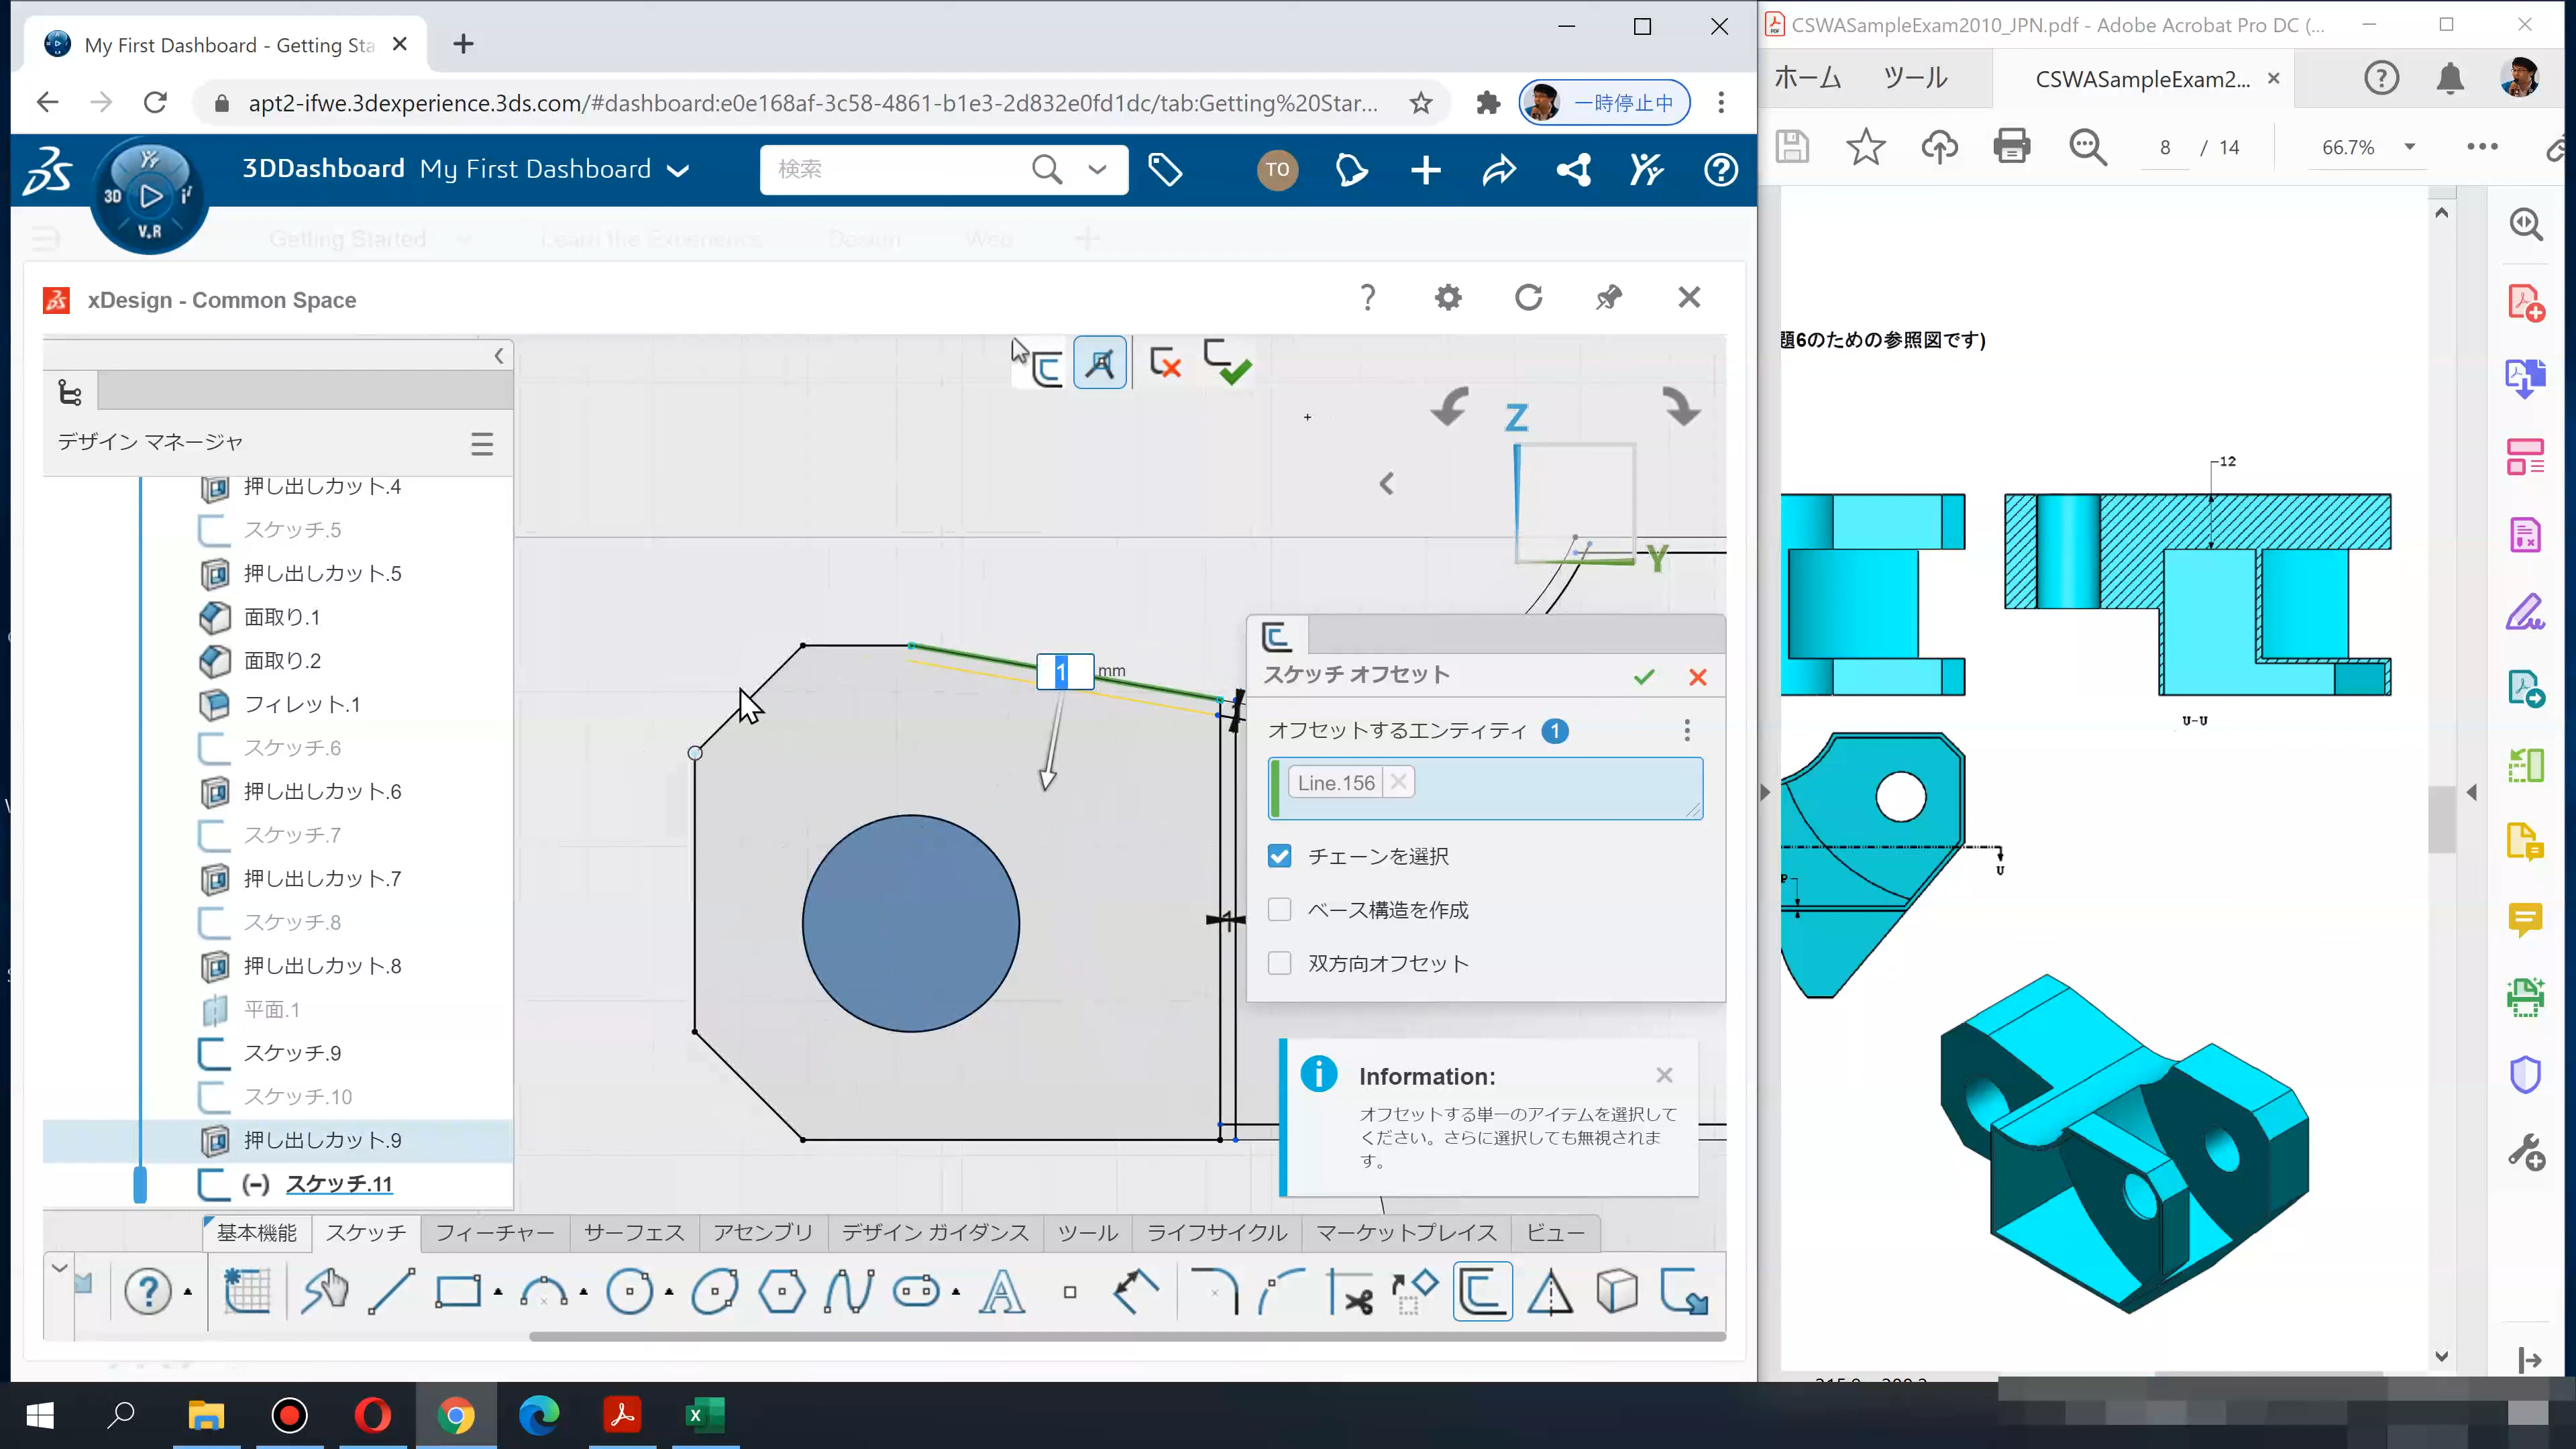 My First Dashboard - Getting Sta
apt2-ifwe.3dexperience.3ds.com/#dashboard:e0e168af-3c58-4861-b1e3-2d832e0fd1dc/tab:Getting%20Star...
一時停止中
3D
V.R
3DDashboard My First Dashboard
検索
TO
Getting Started
Learn the Experience
Design
Web
xDesign - Common Space
デザイン マネージャ
押し出しカット.4
スケッチ.5
押し出しカット.5
面取り.1
面取り.2
フィレット.1
スケッチ.6
押し出しカット.6
スケッチ.7
押し出しカット.7
スケッチ.8
押し出しカット.8
平面.1
スケッチ.9
スケッチ.10
押し出しカット.9
(-) スケッチ.11
Z
Y
1 mm
1
スケッチ オフセット
オフセットするエンティティ 1
Line.156
チェーンを選択
ベース構造を作成
双方向オフセット
Information:
オフセットする単一のアイテムを選択して
ください。さらに選択しても無視されま
す。
基本機能 スケッチ フィーチャー サーフェス アセンブリ デザイン ガイダンス ツール ライフサイクル マーケットプレイス ビュー
CSWASampleExam2010_JPN.pdf - Adobe Acrobat Pro DC (...
ホーム ツール CSWASampleExam2...
8 / 14 66.7%
題6のための参照図です)
12
U-U
U
P